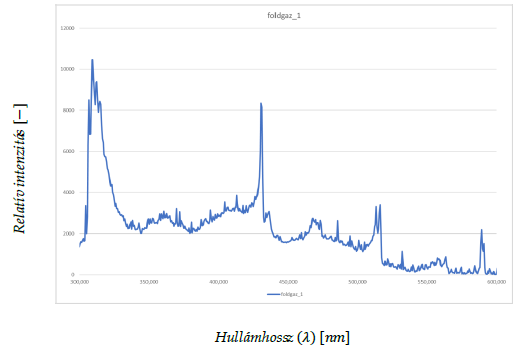 foldgaz_1
12000
10000
8000
6000
4000
2000
0
300,000 350,000 400,000 450,000 500,000 550,000 600,000
foldgaz_1
Relatív intenzitás [−]
Hullámhossz (λ) [nm]